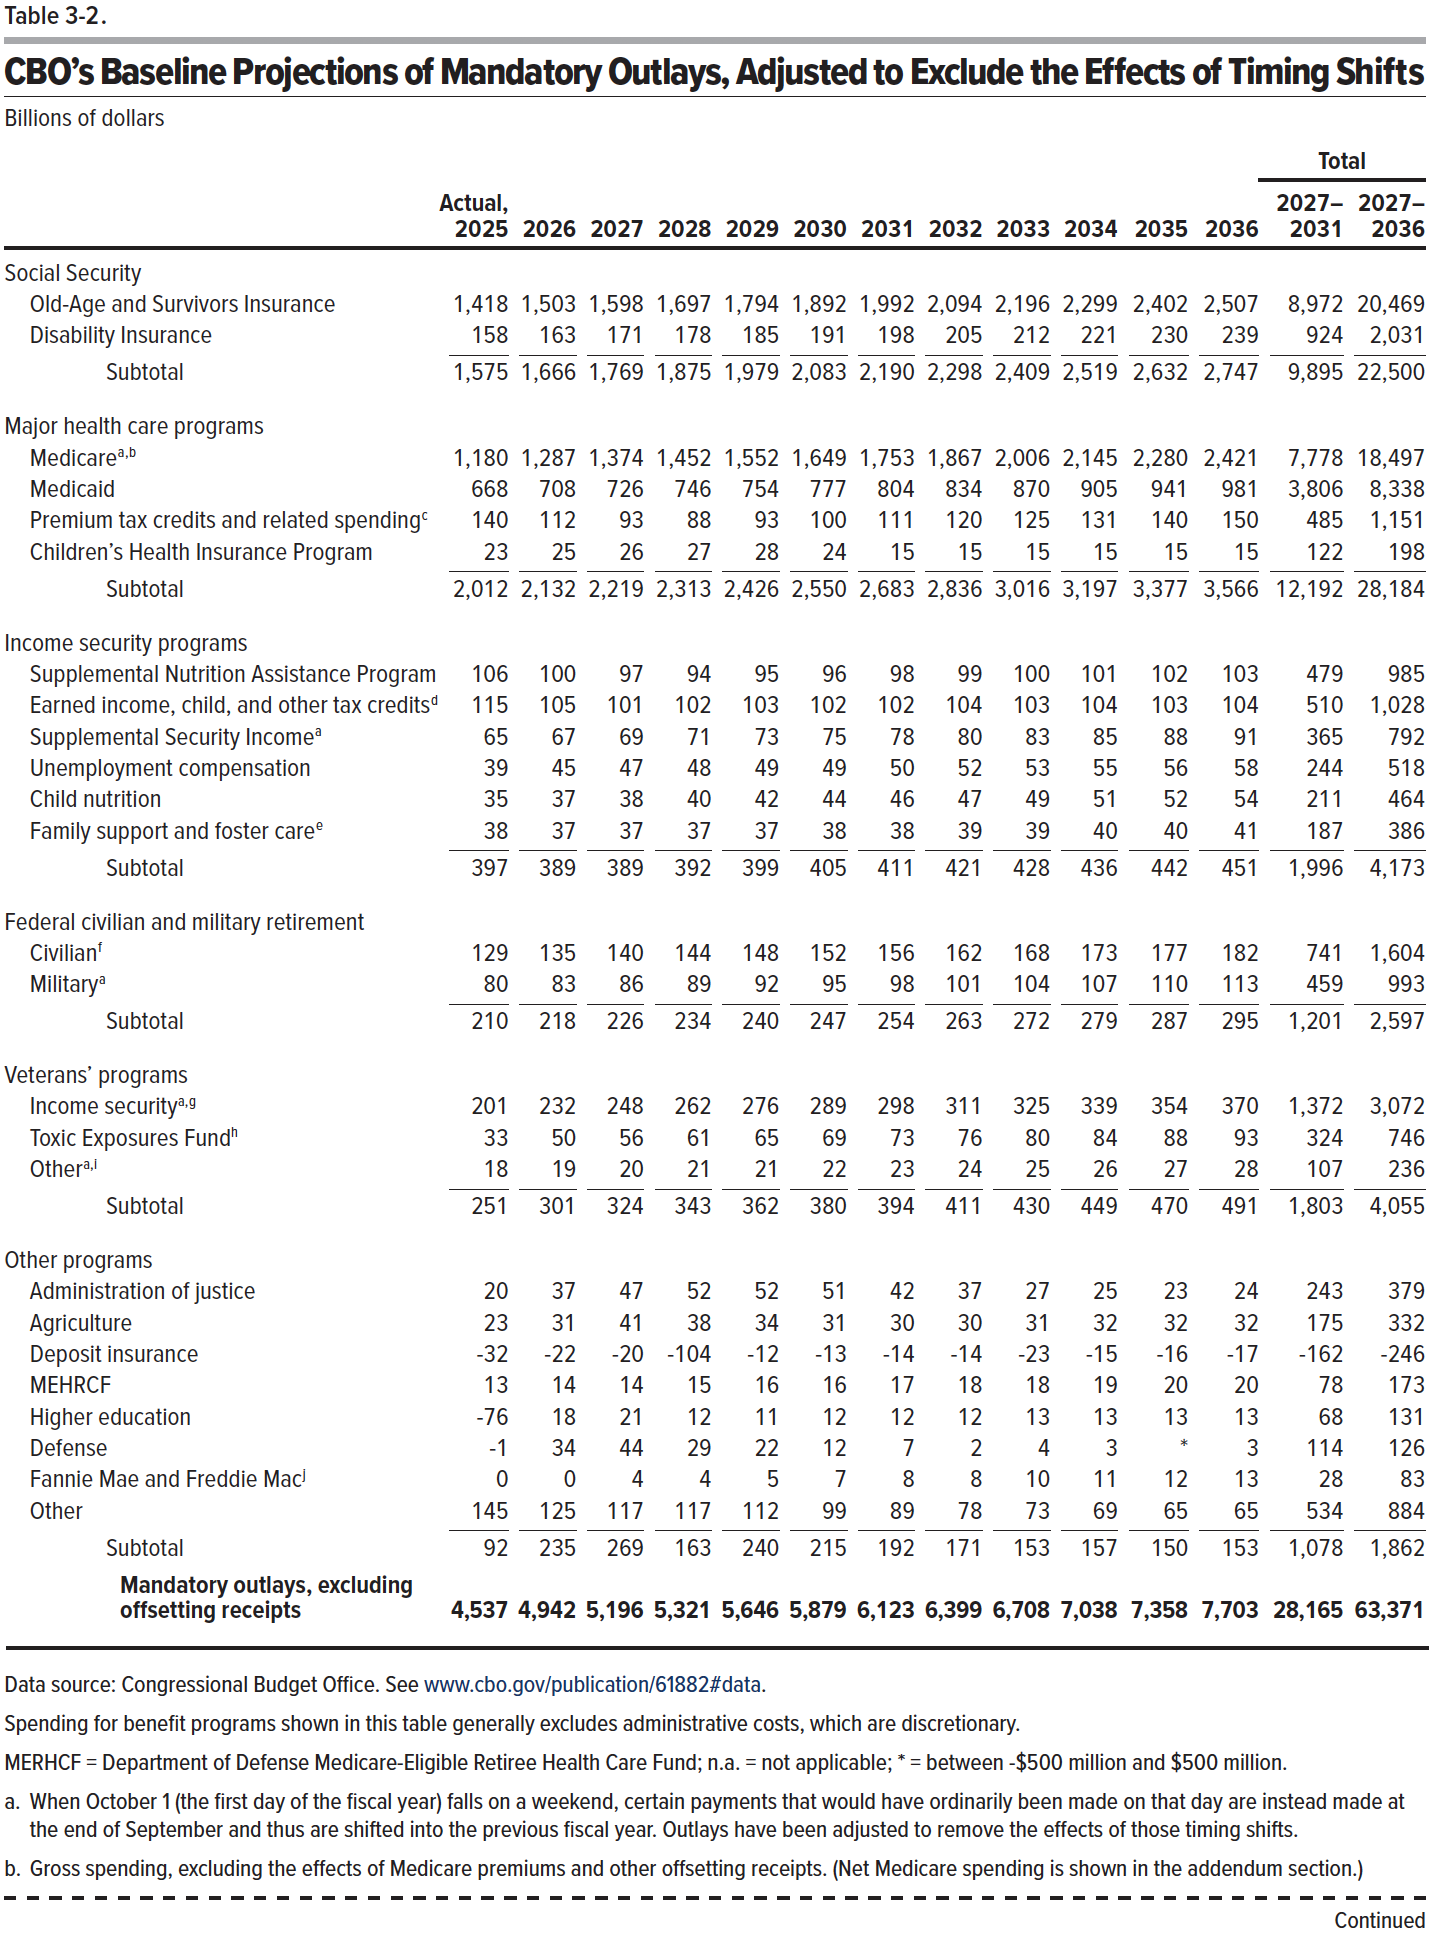 Table 3-2.
CBO's Baseline Projections of Mandatory Outlays, Adjusted to Exclude the Effects of Timing Shifts
Billions of dollars
Total
Actual, 2027– 2027–
2025 2026 2027 2028 2029 2030 2031 2032 2033 2034 2035 2036 2031 2036
Social Security
Old-Age and Survivors Insurance 1,418 1,503 1,598 1,697 1,794 1,892 1,992 2,094 2,196 2,299 2,402 2,507 8,972 20,469
Disability Insurance 158 163 171 178 185 191 198 205 212 221 230 239 924 2,031
Subtotal 1,575 1,666 1,769 1,875 1,979 2,083 2,190 2,298 2,409 2,519 2,632 2,747 9,895 22,500
Major health care programs
Medicare a,b 1,180 1,287 1,374 1,452 1,552 1,649 1,753 1,867 2,006 2,145 2,280 2,421 7,778 18,497
Medicaid 668 708 726 746 754 777 804 834 870 905 941 981 3,806 8,338
Premium tax credits and related spending c 140 112 93 88 93 100 111 120 125 131 140 150 485 1,151
Children's Health Insurance Program 23 25 26 27 28 24 15 15 15 15 15 15 122 198
Subtotal 2,012 2,132 2,219 2,313 2,426 2,550 2,683 2,836 3,016 3,197 3,377 3,566 12,192 28,184
Income security programs
Supplemental Nutrition Assistance Program 106 100 97 94 95 96 98 99 100 101 102 103 479 985
Earned income, child, and other tax credits d 115 105 101 102 103 102 102 104 103 104 103 104 510 1,028
Supplemental Security Income a 65 67 69 71 73 75 78 80 83 85 88 91 365 792
Unemployment compensation 39 45 47 48 49 49 50 52 53 55 56 58 244 518
Child nutrition 35 37 38 40 42 44 46 47 49 51 52 54 211 464
Family support and foster care e 38 37 37 37 37 38 38 39 39 40 40 41 187 386
Subtotal 397 389 389 392 399 405 411 421 428 436 442 451 1,996 4,173
Federal civilian and military retirement
Civilian f 129 135 140 144 148 152 156 162 168 173 177 182 741 1,604
Military a 80 83 86 89 92 95 98 101 104 107 110 113 459 993
Subtotal 210 218 226 234 240 247 254 263 272 279 287 295 1,201 2,597
Veterans' programs
Income security a,g 201 232 248 262 276 289 298 311 325 339 354 370 1,372 3,072
Toxic Exposures Fund h 33 50 56 61 65 69 73 76 80 84 88 93 324 746
Other a,i 18 19 20 21 21 22 23 24 25 26 27 28 107 236
Subtotal 251 301 324 343 362 380 394 411 430 449 470 491 1,803 4,055
Other programs
Administration of justice 20 37 47 52 52 51 42 37 27 25 23 24 243 379
Agriculture 23 31 41 38 34 31 30 30 31 32 32 32 175 332
Deposit insurance -32 -22 -20 -104 -12 -13 -14 -14 -23 -15 -16 -17 -162 -246
MEHRCF 13 14 14 15 16 16 17 18 18 19 20 20 78 173
Higher education -76 18 21 12 11 12 12 12 13 13 13 13 68 131
Defense -1 34 44 29 22 12 7 2 4 3 * 3 114 126
Fannie Mae and Freddie Mac j 0 0 4 4 5 7 8 8 10 11 12 13 28 83
Other 145 125 117 117 112 99 89 78 73 69 65 65 534 884
Subtotal 92 235 269 163 240 215 192 171 153 157 150 153 1,078 1,862
Mandatory outlays, excluding
offsetting receipts 4,537 4,942 5,196 5,321 5,646 5,879 6,123 6,399 6,708 7,038 7,358 7,703 28,165 63,371
Data source: Congressional Budget Office. See www.cbo.gov/publication/61882#data.
Spending for benefit programs shown in this table generally excludes administrative costs, which are discretionary.
MERHCF = Department of Defense Medicare-Eligible Retiree Health Care Fund; n.a. = not applicable; * = between -$500 million and $500 million.
a. When October 1 (the first day of the fiscal year) falls on a weekend, certain payments that would have ordinarily been made on that day are instead made at
the end of September and thus are shifted into the previous fiscal year. Outlays have been adjusted to remove the effects of those timing shifts.
b. Gross spending, excluding the effects of Medicare premiums and other offsetting receipts. (Net Medicare spending is shown in the addendum section.)
Continued